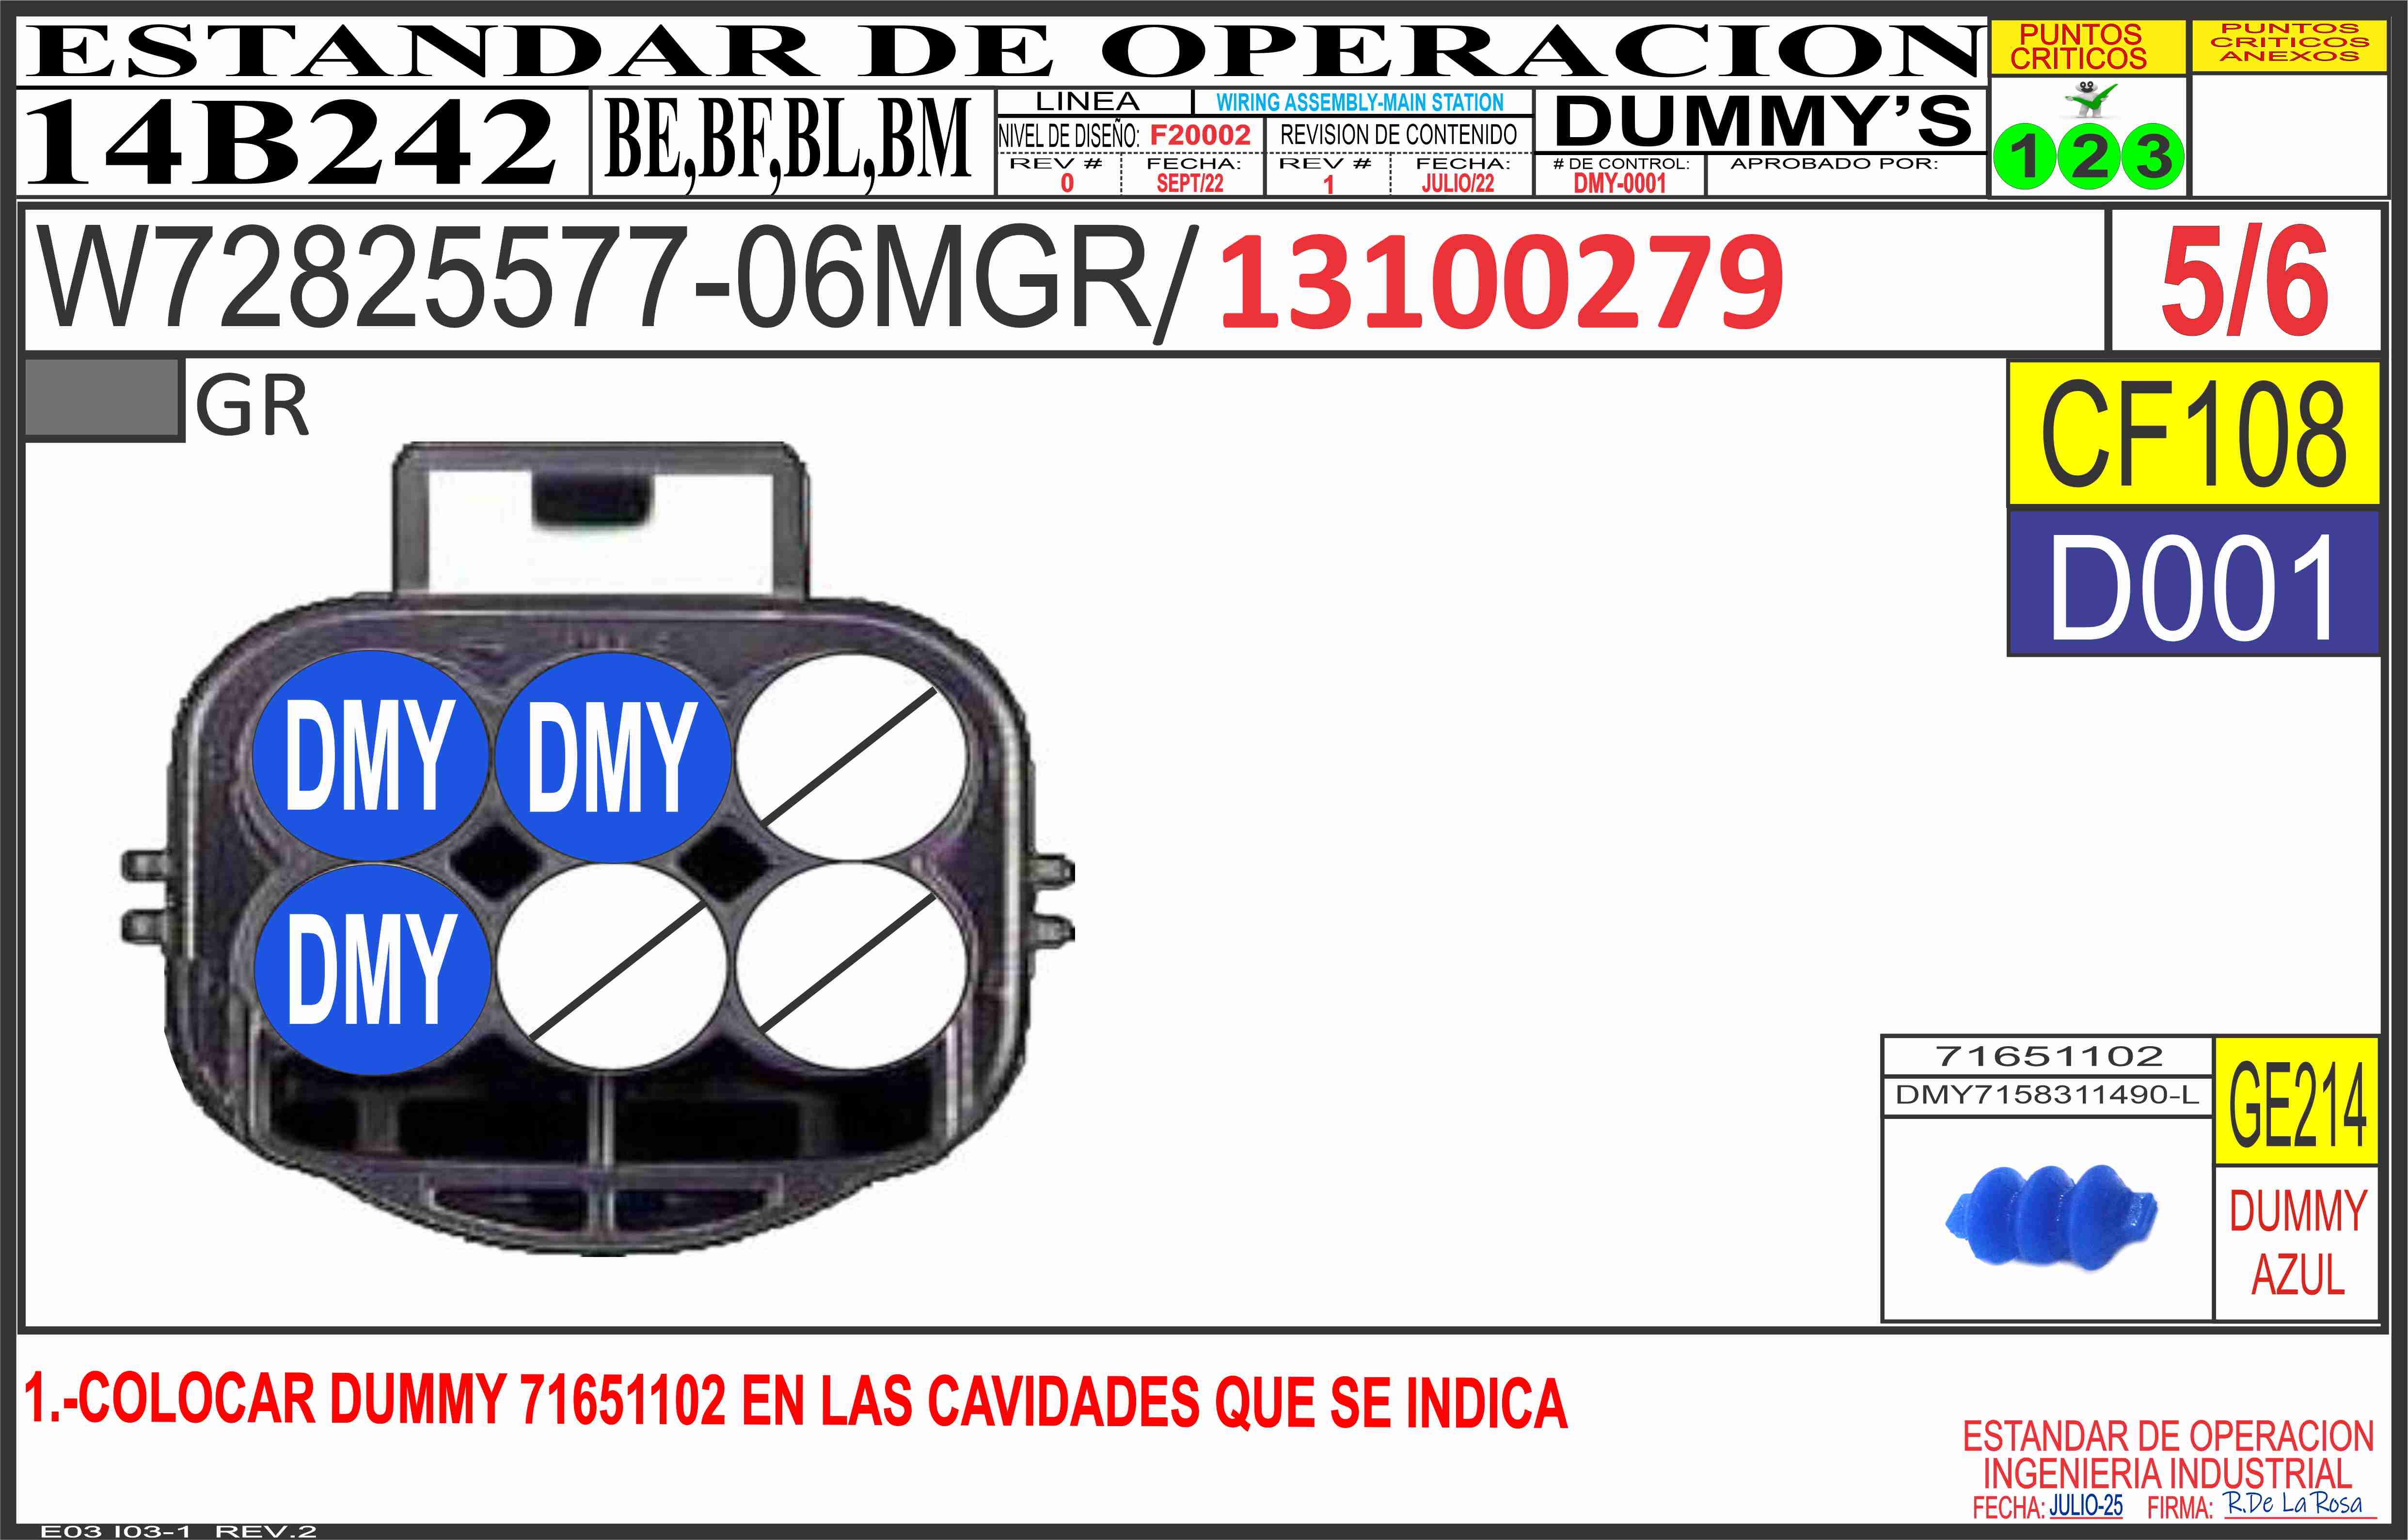 ESTANDAR DE OPERACION
PUNTOS
CRITICOS
PUNTOS
CRITICOS
ANEXOS
14B242
BE,BF,BL,BM
LINEA
WIRING ASSEMBLY-MAIN STATION
NIVEL DE DISEÑO: F20002
REVISION DE CONTENIDO
REV #
0
FECHA:
SEPT/22
REV #
1
FECHA:
JULIO/22
DUMMY'S
# DE CONTROL:
DMY-0001
APROBADO POR:
1 2 3
W72825577-06MGR/13100279
5/6
GR
CF108
D001
DMY DMY
DMY
71651102
DMY7158311490-L
GE214
DUMMY
AZUL
1.-COLOCAR DUMMY 71651102 EN LAS CAVIDADES QUE SE INDICA
ESTANDAR DE OPERACION
INGENIERIA INDUSTRIAL
FECHA: JULIO-25 FIRMA: R.De La Rosa
E03 I03-1 REV.2